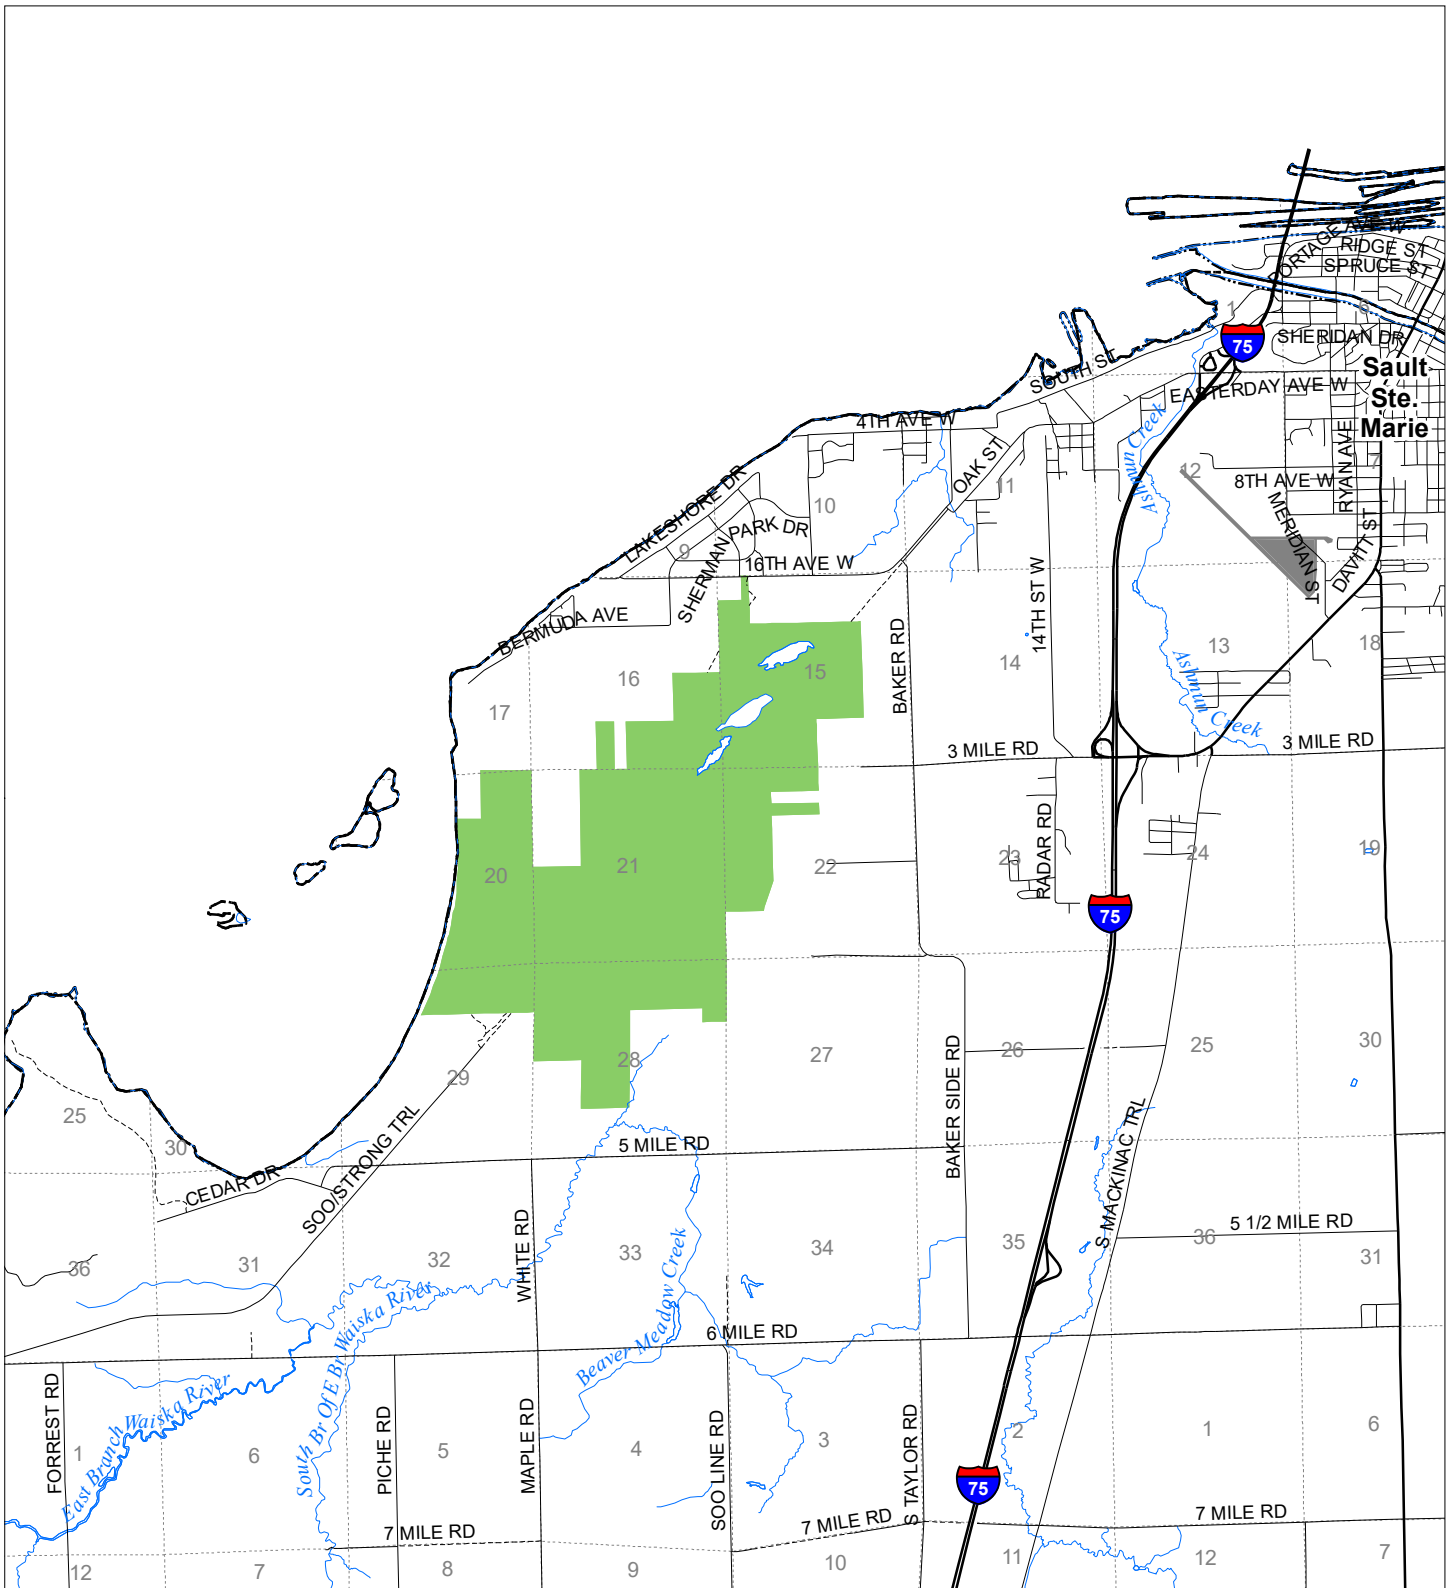 PORTAGE AVE W
RIDGE ST
SPRUCE ST
1
6
75
SHERIDAN DR
Sault
Ste.
Marie
SOUTH ST
EASTERDAY AVE W
4TH AVE W
Ashmun Creek
OAK ST
RYAN AVE
7
12
8TH AVE W
LAKESHORE DR
11
10
MERIDIAN ST
PARK DR
DAVITT ST
9
SHERMAN
16TH AVE W
BERMUDA AVE
14TH ST W
BAKER RD
13
18
14
15
16
17
Ashmun Creek
3 MILE RD
3 MILE RD
RADAR RD
19
24
23
22
21
20
75
30
25
26
27
28
29
BAKER SIDE RD
25
30
SOO/STRONG TRL
5 MILE RD
S MACKINAC TRL
CEDAR DR
WHITE RD
5 1/2 MILE RD
36
35
34
33
32
31
36
31
Beaver Meadow Creek
South Br Of E Br Waiska River
6 MILE RD
East Branch Waiska River
FORREST RD
PICHE RD
MAPLE RD
SOO LINE RD
S TAYLOR RD
1
6
5
4
3
2
1
6
75
7 MILE RD
7 MILE RD
7 MILE RD
12
7
8
9
10
11
12
7